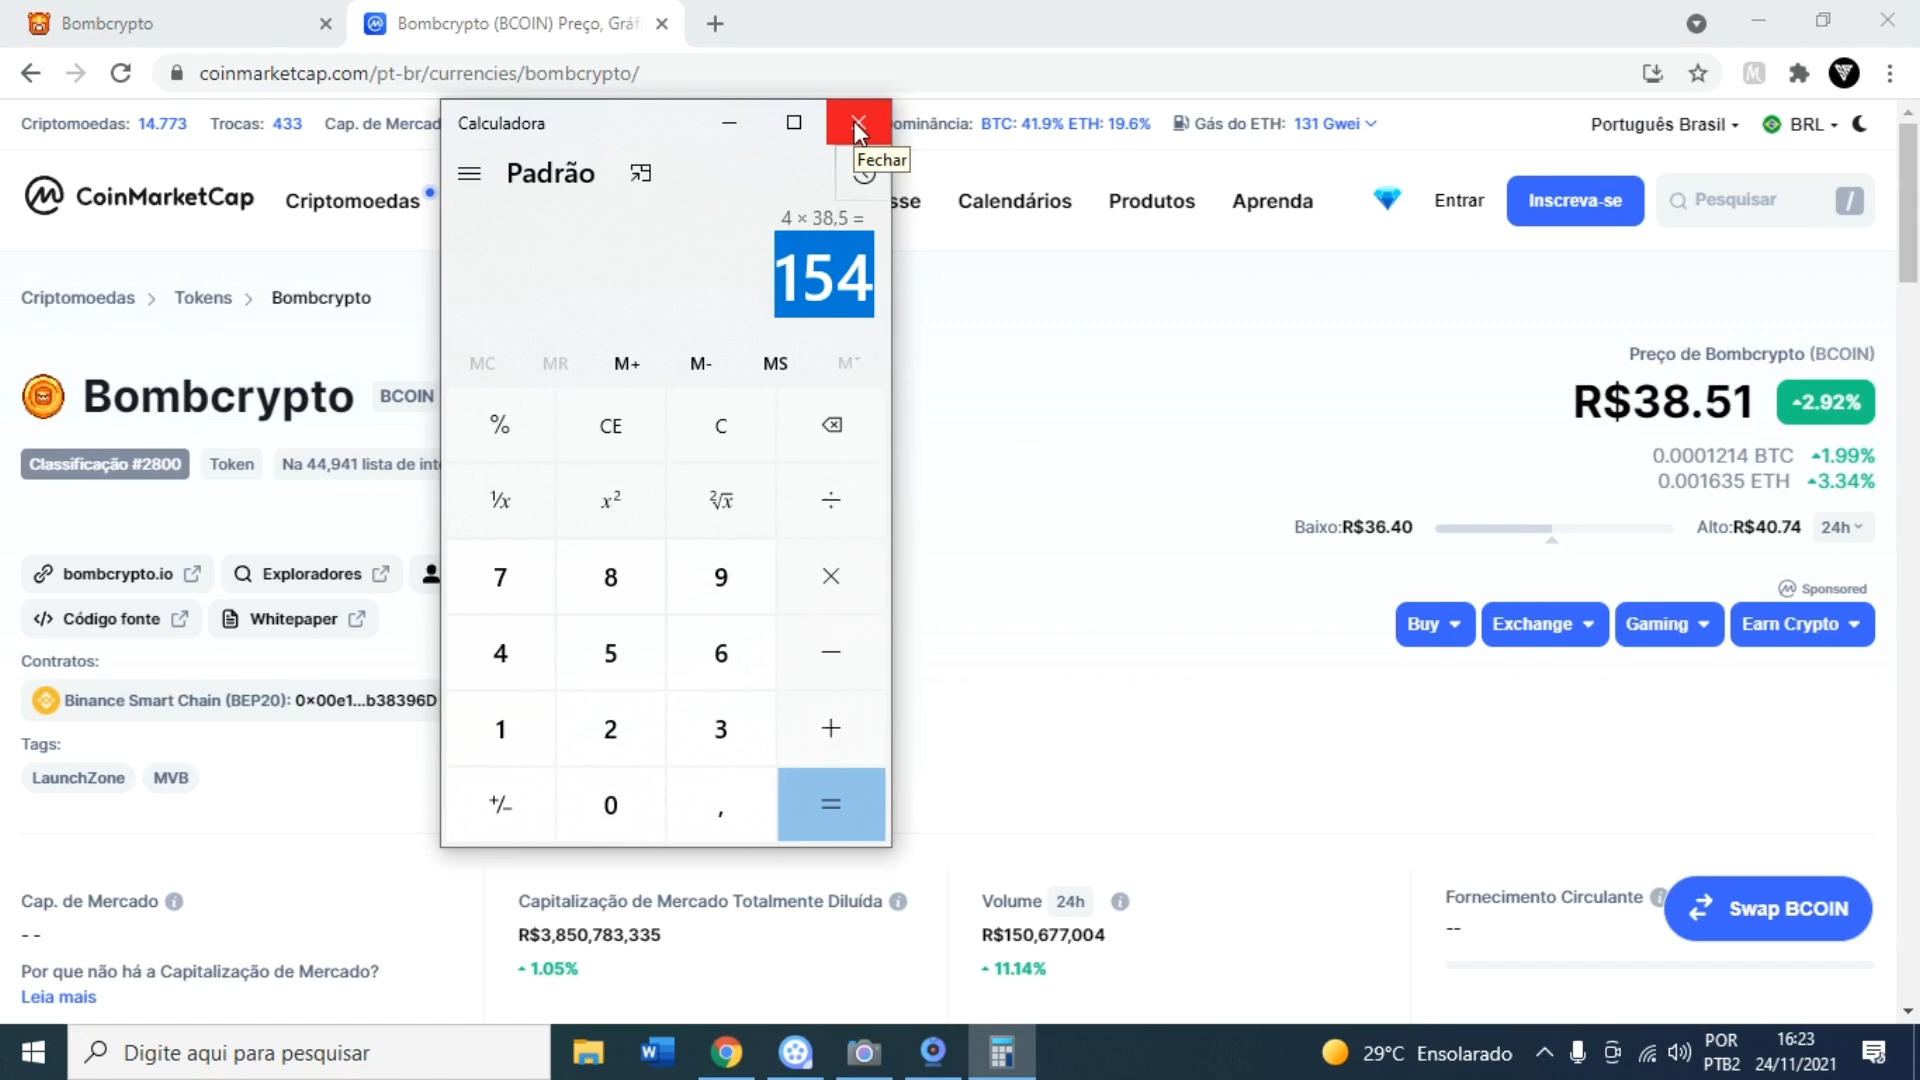 Bombcrypto
Bombcrypto (BCOIN) Preço, Gráfi
coinmarketcap.com/pt-br/currencies/bombcrypto/
Criptomoedas: 14.773 Trocas: 433 Cap. de Mercad
ominância: BTC: 41.9% ETH: 19.6% Gás do ETH: 131 Gwei
Português Brasil BRL
CoinMarketCap Criptomoedas
sse Calendários Produtos Aprenda Entrar Inscreva-se Pesquisar /
Calculadora
Fechar
Padrão
4 × 38,5 =
154
MC MR M+ M- MS M˅
% CE C
¹/x x² ²√x ÷
7 8 9 ×
4 5 6 −
1 2 3 +
+/− 0 , =
Criptomoedas > Tokens > Bombcrypto
Bombcrypto BCOIN
Classificação #2800 Token Na 44,941 lista de int
bombcrypto.io Exploradores
Código fonte Whitepaper
Contratos:
Binance Smart Chain (BEP20): 0x00e1...b38396D
Tags:
LaunchZone MVB
Preço de Bombcrypto (BCOIN)
R$38.51 2.92%
0.0001214 BTC 1.99%
0.001635 ETH 3.34%
Baixo:R$36.40 Alto:R$40.74 24h
Sponsored
Buy Exchange Gaming Earn Crypto
Cap. de Mercado
- -
Por que não há a Capitalização de Mercado?
Leia mais
Capitalização de Mercado Totalmente Diluída
R$3,850,783,335
1.05%
Volume 24h
R$150,677,004
11.14%
Fornecimento Circulante
--
Swap BCOIN
Digite aqui para pesquisar
29°C Ensolarado
POR
PTB2
16:23
24/11/2021